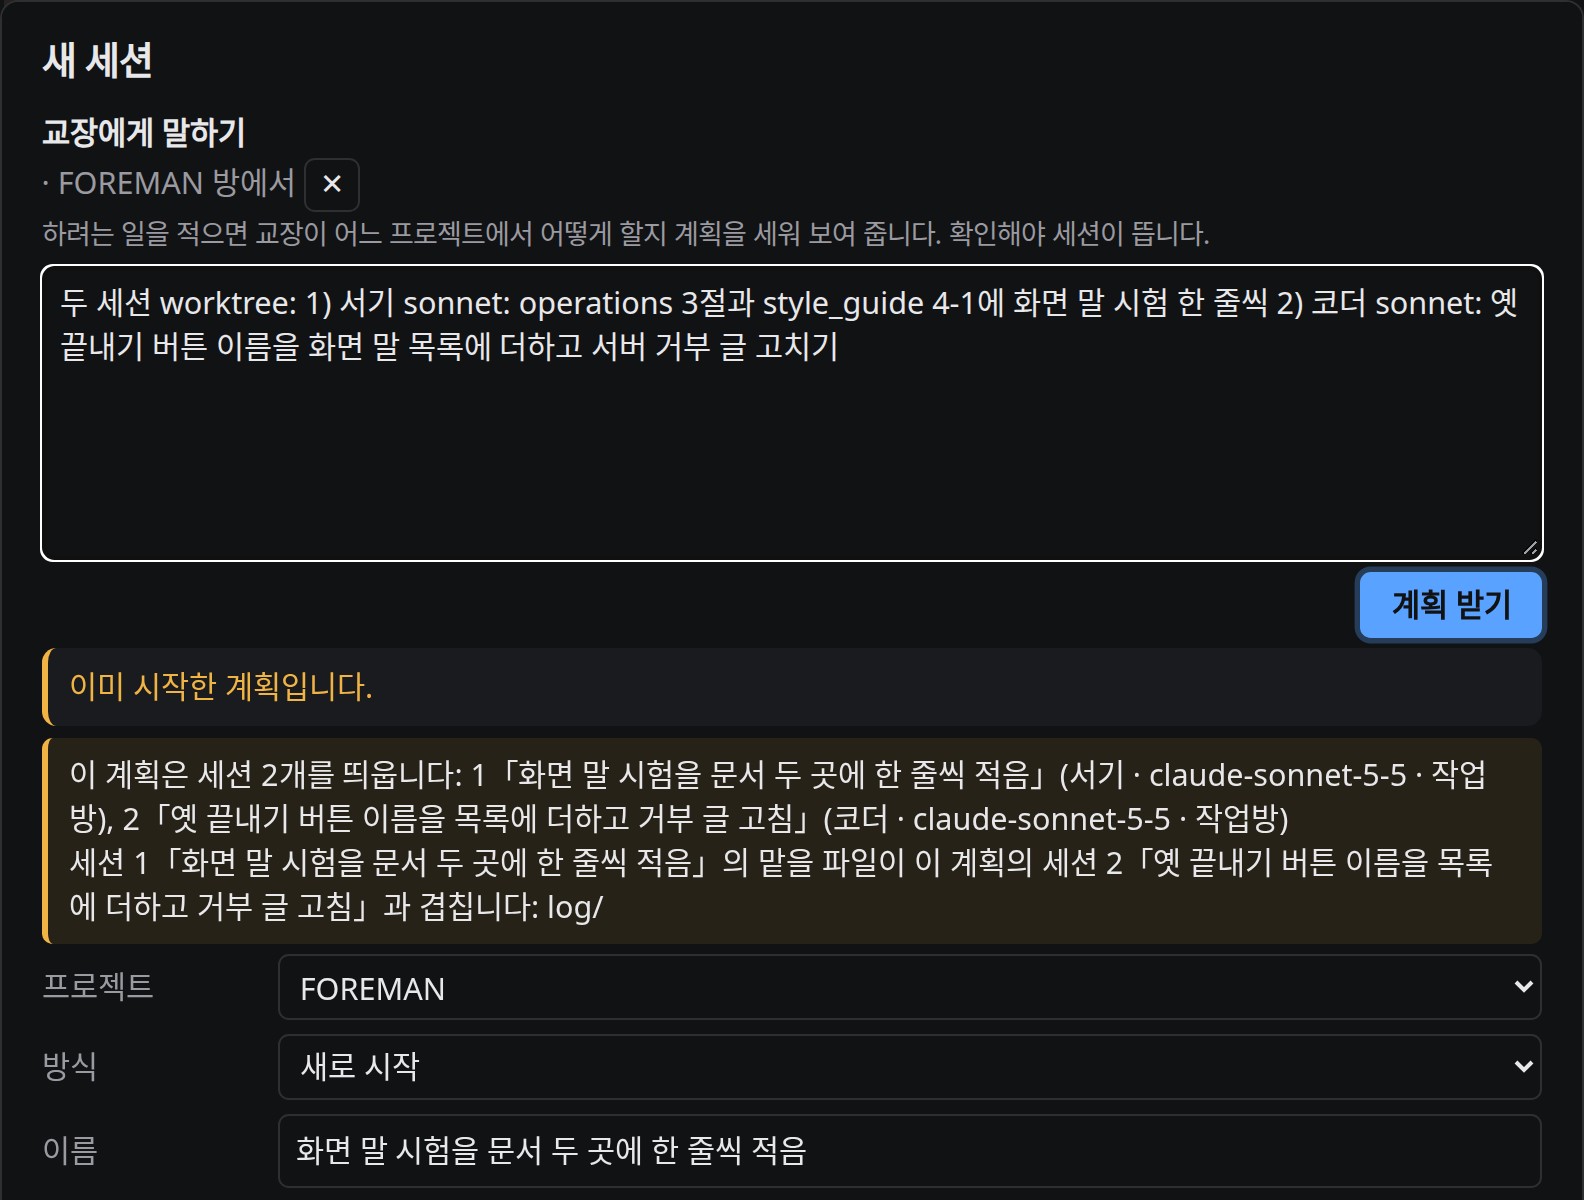 새 세션
교장에게 말하기
· FOREMAN 방에서 ✕
하려는 일을 적으면 교장이 어느 프로젝트에서 어떻게 할지 계획을 세워 보여 줍니다. 확인해야 세션이 뜹니다.
두 세션 worktree: 1) 서기 sonnet: operations 3절과 style_guide 4-1에 화면 말 시험 한 줄씩 2) 코더 sonnet: 옛
끝내기 버튼 이름을 화면 말 목록에 더하고 서버 거부 글 고치기
계획 받기
이미 시작한 계획입니다.
이 계획은 세션 2개를 띄웁니다: 1「화면 말 시험을 문서 두 곳에 한 줄씩 적음」(서기 · claude-sonnet-5-5 · 작업
방), 2「옛 끝내기 버튼 이름을 목록에 더하고 거부 글 고침」(코더 · claude-sonnet-5-5 · 작업방)
세션 1「화면 말 시험을 문서 두 곳에 한 줄씩 적음」의 맡을 파일이 이 계획의 세션 2「옛 끝내기 버튼 이름을 목록
에 더하고 거부 글 고침」과 겹칩니다: log/
프로젝트 FOREMAN
방식 새로 시작
이름 화면 말 시험을 문서 두 곳에 한 줄씩 적음